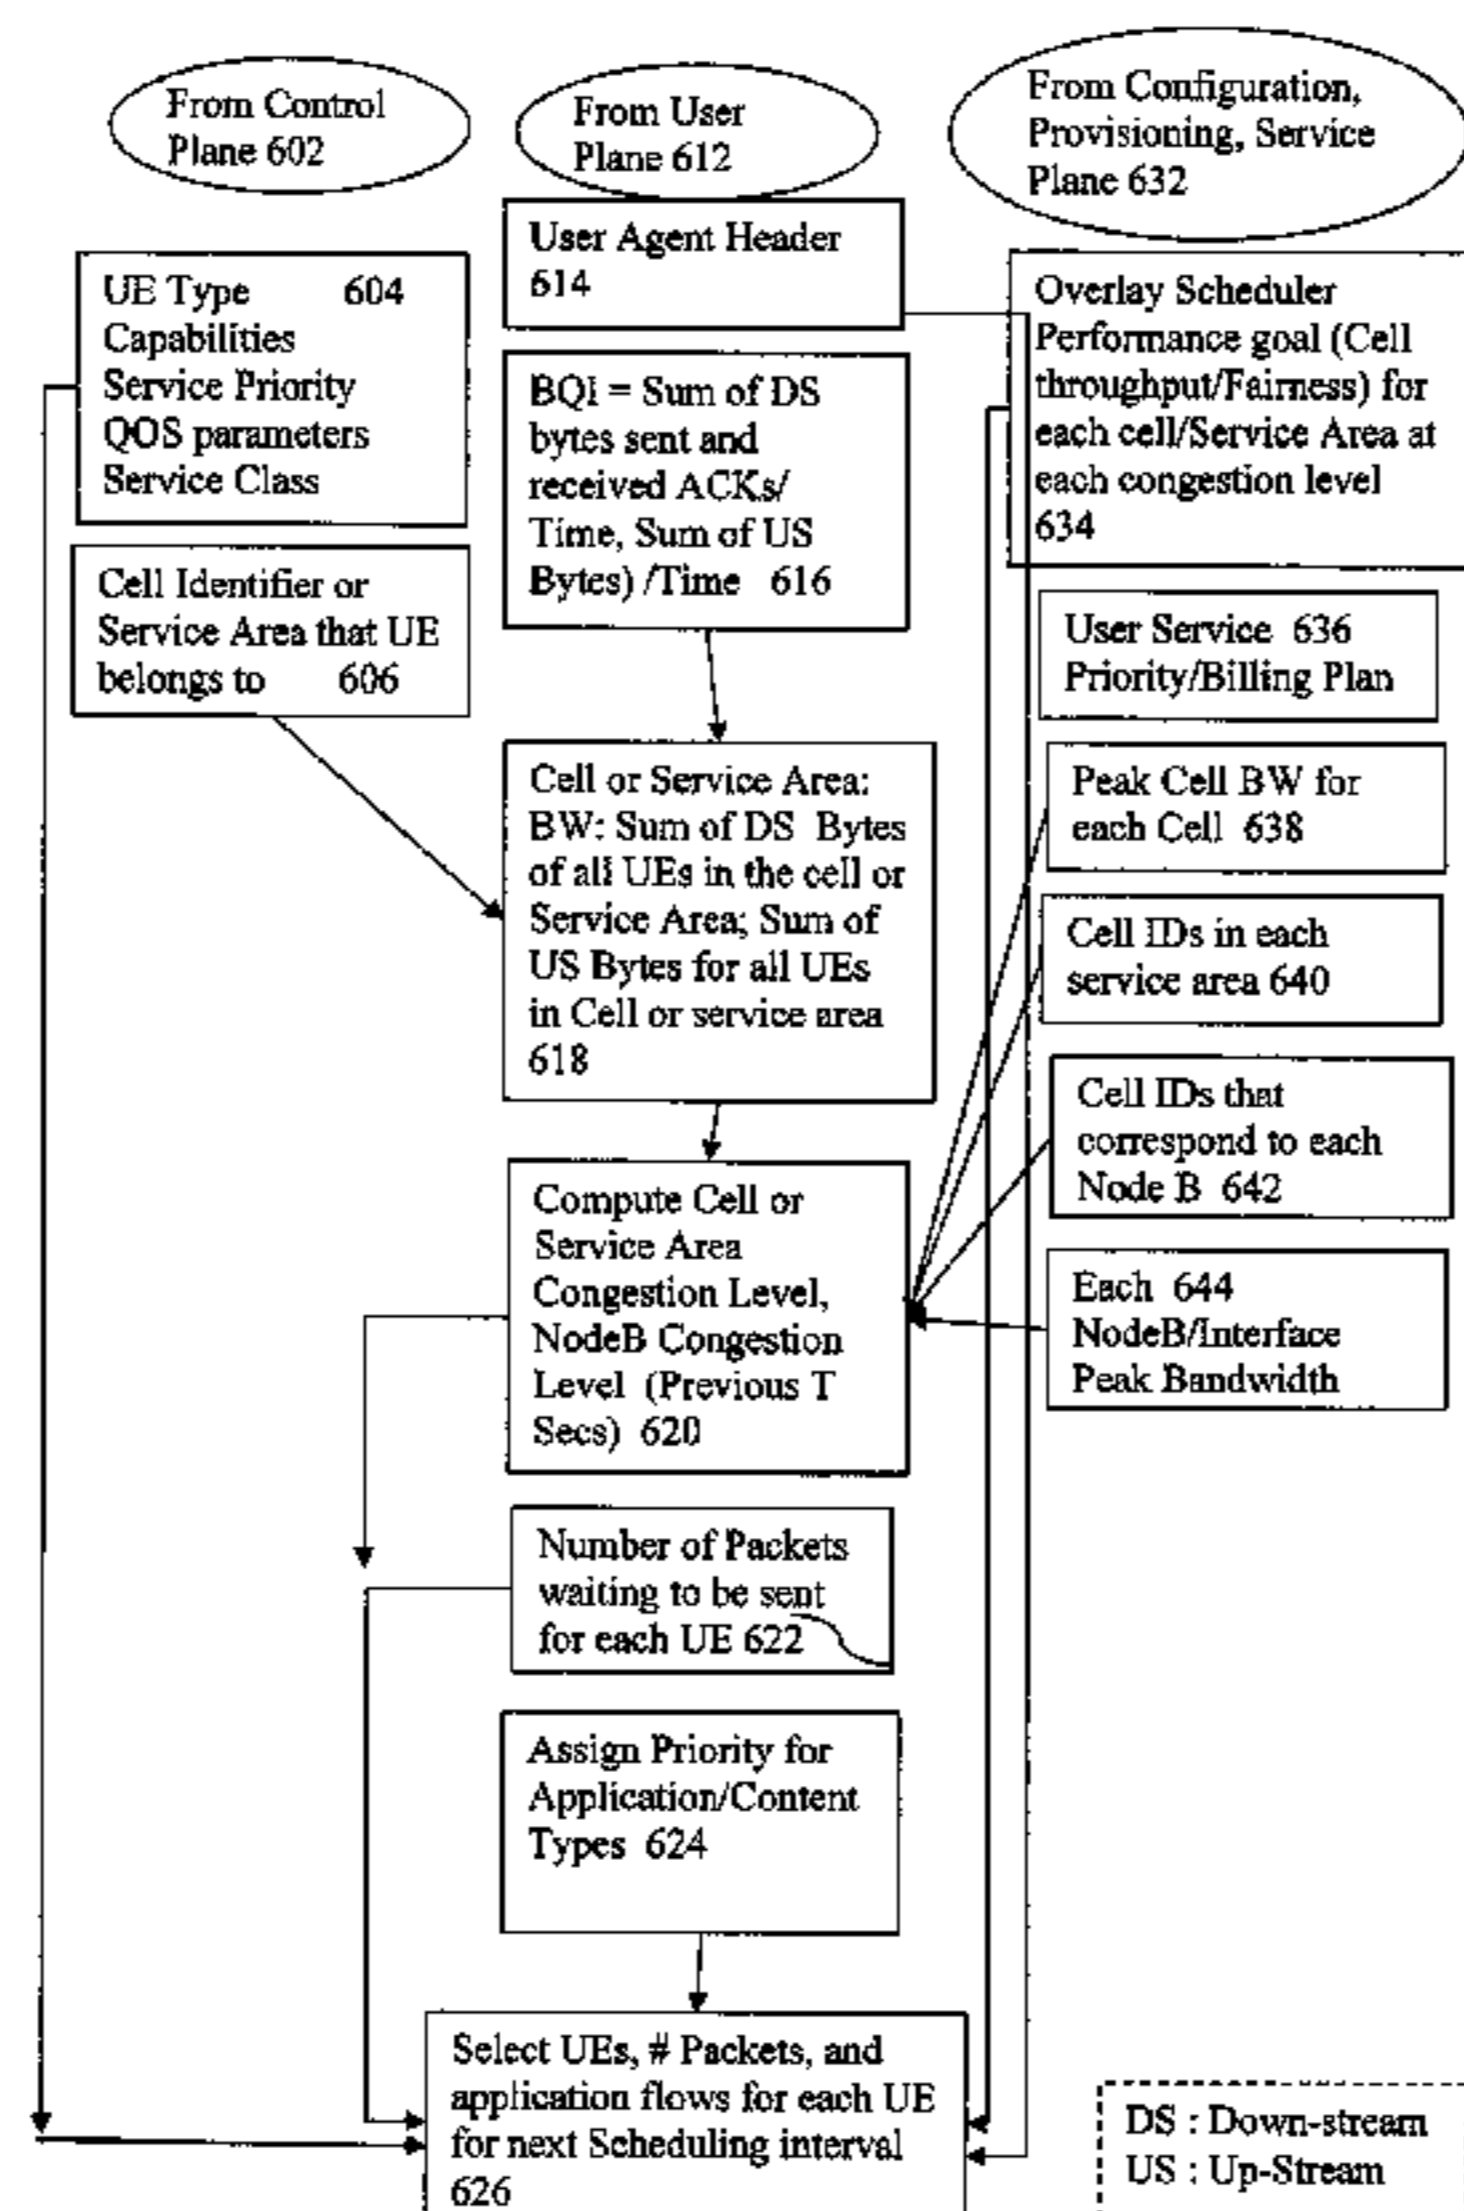 From Control
Plane 602
From User
Plane 612
From Configuration,
Provisioning, Service
Plane 632
UE Type 604
Capabilities
Service Priority
QOS parameters
Service Class
Cell Identifier or
Service Area that UE
belongs to 606
User Agent Header
614
BQI = Sum of DS
bytes sent and
received ACKs/
Time, Sum of US
Bytes) /Time 616
Cell or Service Area:
BW: Sum of DS Bytes
of all UEs in the cell or
Service Area; Sum of
US Bytes for all UEs
in Cell or service area
618
Compute Cell or
Service Area
Congestion Level,
NodeB Congestion
Level (Previous T
Secs) 620
Number of Packets
waiting to be sent
for each UE 622
Assign Priority for
Application/Content
Types 624
Select UEs, # Packets, and
application flows for each UE
for next Scheduling interval
626
Overlay Scheduler
Performance goal (Cell
throughput/Fairness) for
each cell/Service Area at
each congestion level
634
User Service 636
Priority/Billing Plan
Peak Cell BW for
each Cell 638
Cell IDs in each
service area 640
Cell IDs that
correspond to each
Node B 642
Each 644
NodeB/Interface
Peak Bandwidth
DS : Down-stream
US : Up-Stream